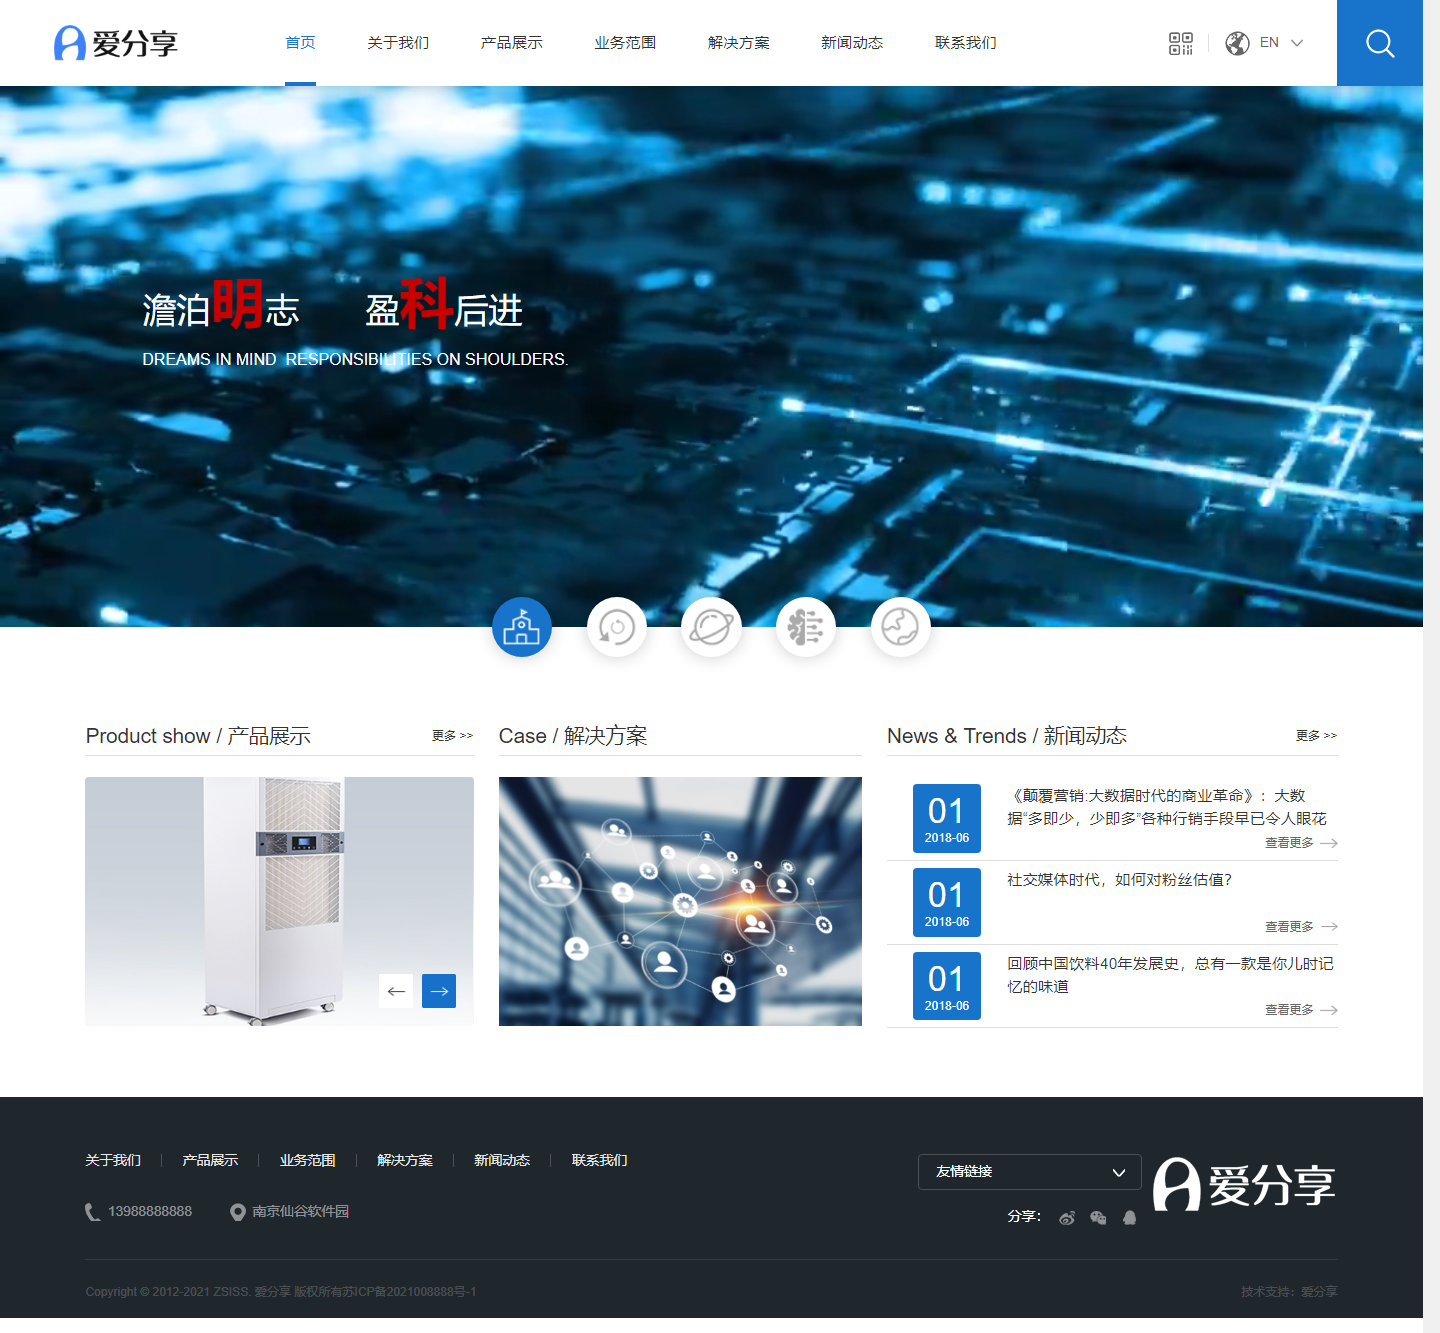 爱分享
首页 关于我们 产品展示 业务范围 解决方案 新闻动态 联系我们 EN
澹泊明志 盈科后进
DREAMS IN MIND RESPONSIBILITIES ON SHOULDERS.
Product show / 产品展示 更多 >>
Case / 解决方案
News & Trends / 新闻动态 更多 >>
01
2018-06
《颠覆营销:大数据时代的商业革命》：大数
据“多即少，少即多”各种行销手段早已令人眼花
查看更多
01
2018-06
社交媒体时代，如何对粉丝估值？
查看更多
01
2018-06
回顾中国饮料40年发展史，总有一款是你儿时记
忆的味道
查看更多
关于我们 产品展示 业务范围 解决方案 新闻动态 联系我们
13988888888 南京仙谷软件园
友情链接
分享：
爱分享
Copyright © 2012-2021 ZSISS. 爱分享 版权所有苏ICP备2021008888号-1
技术支持：爱分享